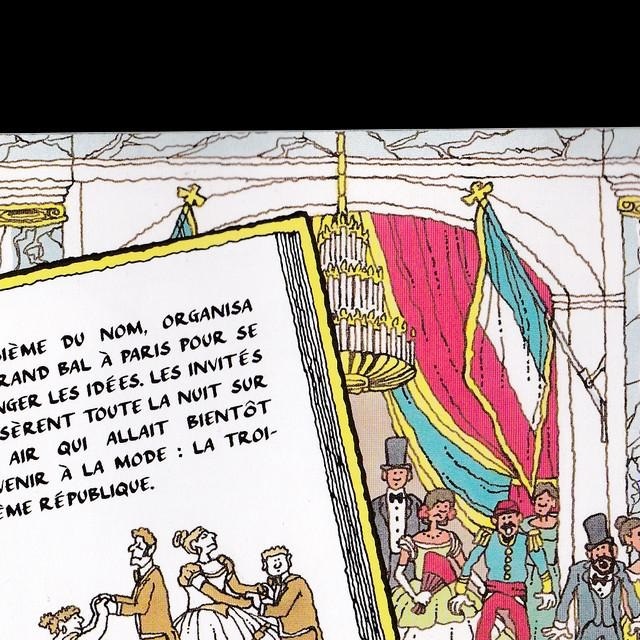 IÈME DU NOM, ORGANISA
RAND BAL À PARIS POUR SE
NGER LES IDÉES. LES INVITÉS
SÈRENT TOUTE LA NUIT SUR
AIR QUI ALLAIT BIENTÔT
VENIR À LA MODE : LA TROI-
ÈME RÉPUBLIQUE.